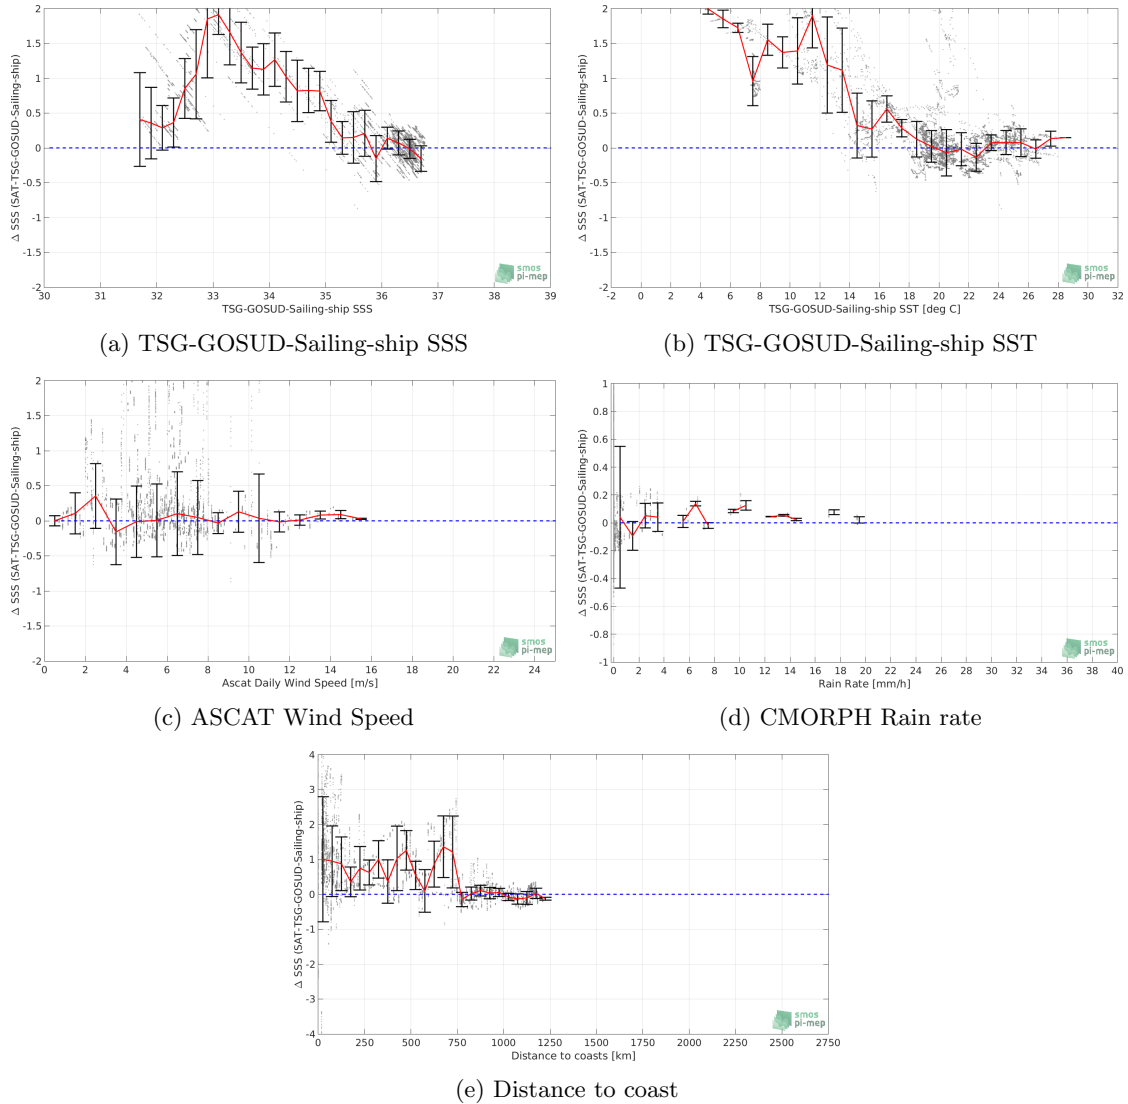 2
1.5
1
0.5
0
-0.5
-1
-1.5
-2
Δ SSS (SAT-TSG-GOSUD-Sailing-ship)
30 31 32 33 34 35 36 37 38 39
TSG-GOSUD-Sailing-ship SSS
smos
pi-mep
(a) TSG-GOSUD-Sailing-ship SSS
2
1.5
1
0.5
0
-0.5
-1
-1.5
-2
Δ SSS (SAT-TSG-GOSUD-Sailing-ship)
-2 0 2 4 6 8 10 12 14 16 18 20 22 24 26 28 30 32
TSG-GOSUD-Sailing-ship SST [deg C]
smos
pi-mep
(b) TSG-GOSUD-Sailing-ship SST
2
1.5
1
0.5
0
-0.5
-1
-1.5
-2
Δ SSS (SAT-TSG-GOSUD-Sailing-ship)
0 2 4 6 8 10 12 14 16 18 20 22 24
Ascat Daily Wind Speed [m/s]
smos
pi-mep
(c) ASCAT Wind Speed
1
0.8
0.6
0.4
0.2
0
-0.2
-0.4
-0.6
-0.8
-1
Δ SSS (SAT-TSG-GOSUD-Sailing-ship)
0 2 4 6 8 10 12 14 16 18 20 22 24 26 28 30 32 34 36 38 40
Rain Rate [mm/h]
smos
pi-mep
(d) CMORPH Rain rate
4
3
2
1
0
-1
-2
-3
-4
Δ SSS (SAT-TSG-GOSUD-Sailing-ship)
0 250 500 750 1000 1250 1500 1750 2000 2250 2500 2750
Distance to coasts [km]
smos
pi-mep
(e) Distance to coast